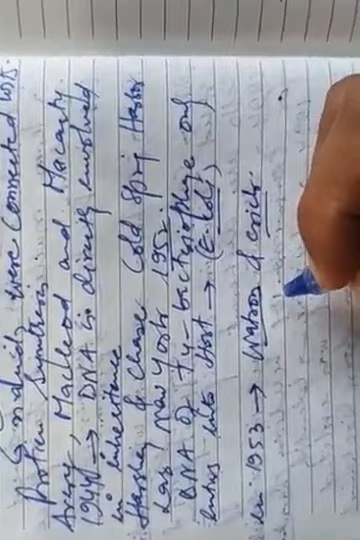 were connected with
Protein Synthesis
Avery, Macleod and Macarty
1944 → DNA is directly involved
in inheritance
Hershey & Chase Cold Spring Harbor
Lab, New York 1952.
DNA of T4-bacteriophage only
enters into Host → (E. coli)
in 1953 → Watson & Crick